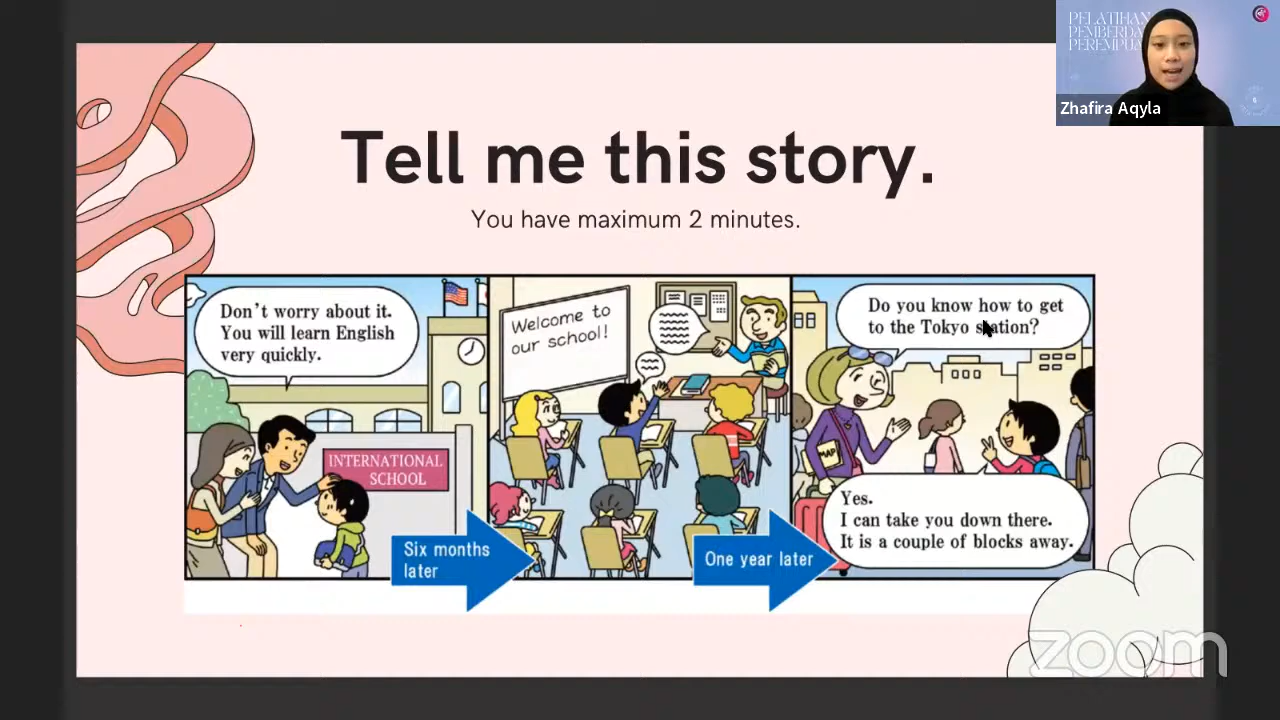 PELATIHAN
PEMBERDA
PEREMPUA
Zhafira Aqyla
Tell me this story.
You have maximum 2 minutes.
Don't worry about it.
You will learn English
very quickly.
INTERNATIONAL
SCHOOL
Six months
later
Welcome to
our school!
One year later
Do you know how to get
to the Tokyo station?
MAP
Yes.
I can take you down there.
It is a couple of blocks away.
zoom